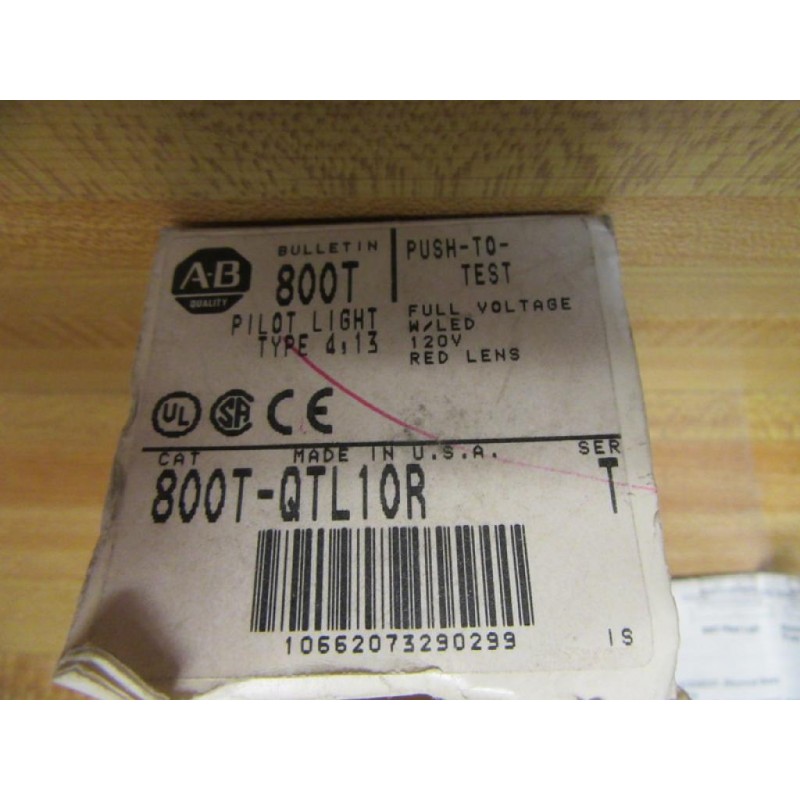 A-B
QUALITY
BULLETIN
800T
PILOT LIGHT
TYPE 4,13
PUSH-TO-
TEST
FULL VOLTAGE
W/LED
120V
RED LENS
UL
SA
CE
CAT
MADE IN U.S.A.
SER
800T-QTL10R
T
10662073290299
IS